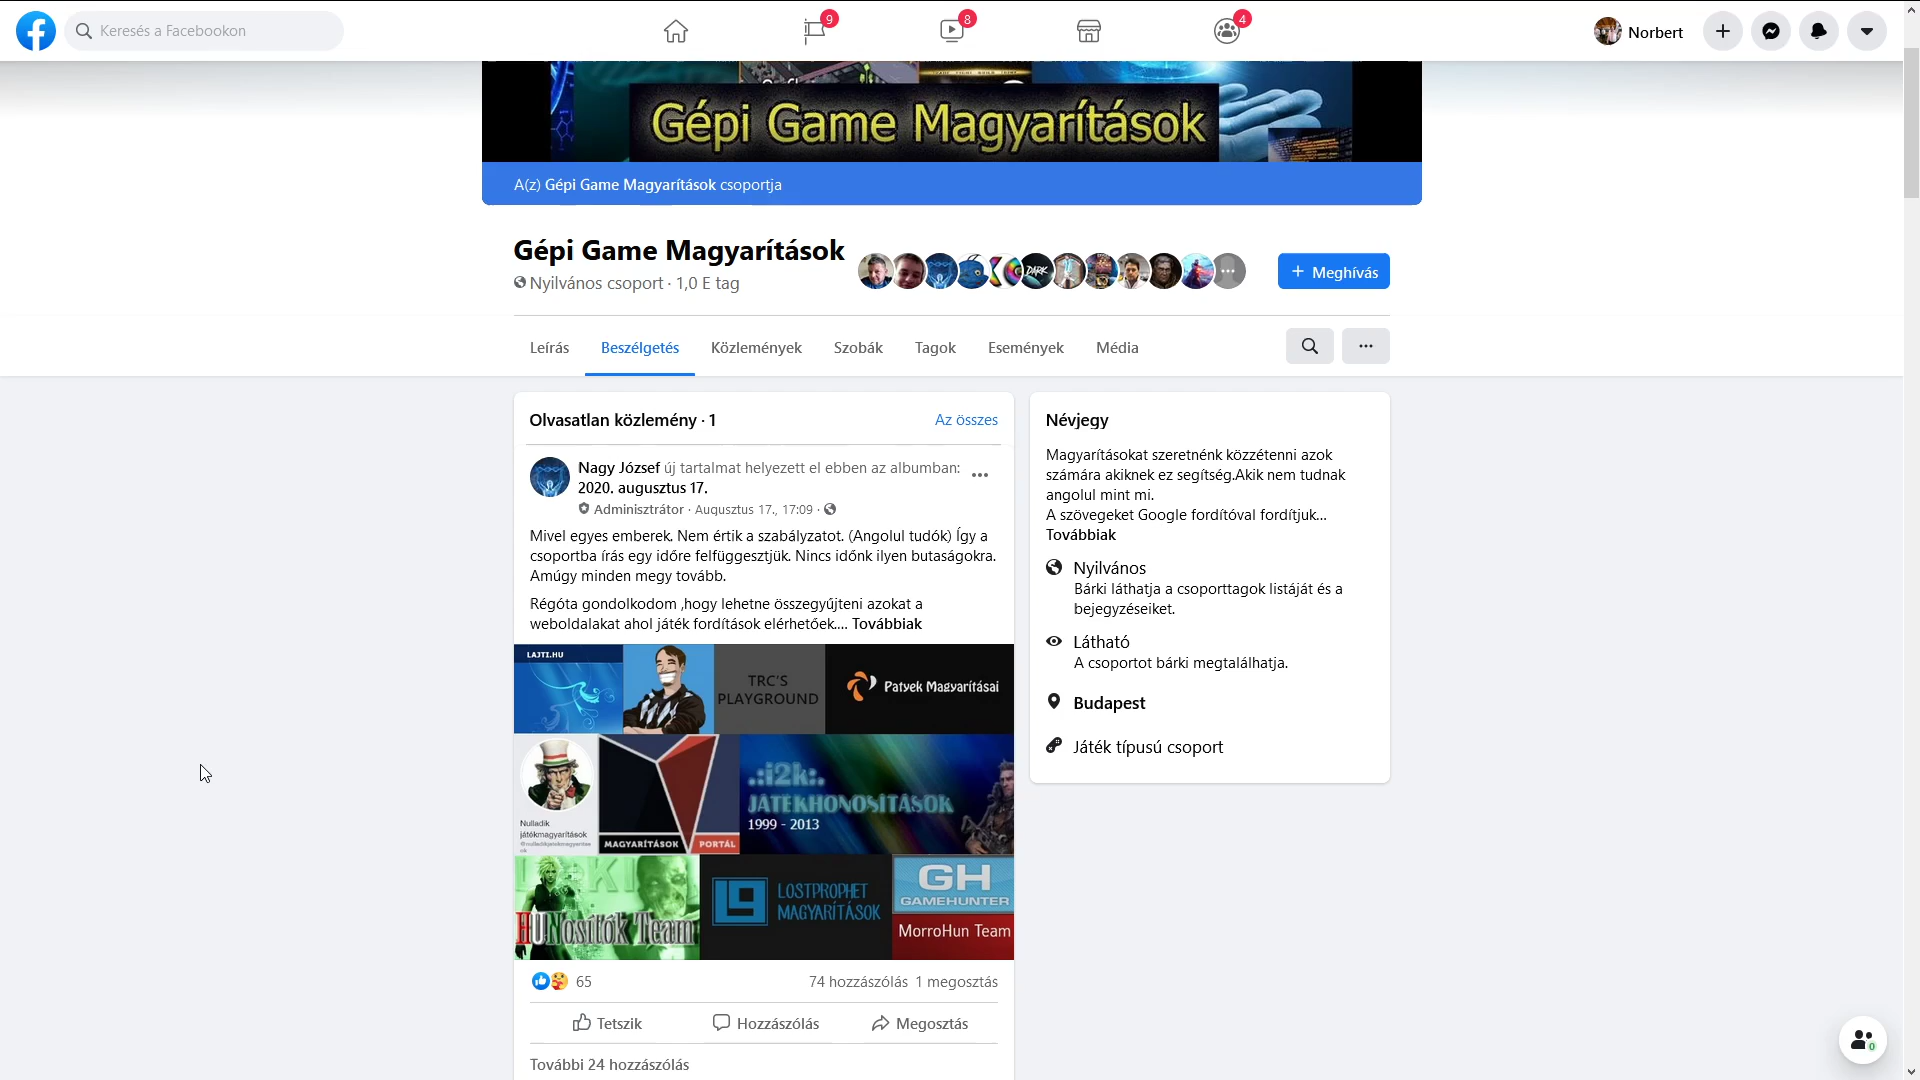 Keresés a Facebookon
9
8
4
Norbert
Gépi Game Magyarítások
A(z) Gépi Game Magyarítások csoportja
Gépi Game Magyarítások
Nyilvános csoport · 1,0 E tag
DARK
+ Meghívás
Leírás
Beszélgetés
Közlemények
Szobák
Tagok
Események
Média
Olvasatlan közlemény · 1
Az összes
Nagy József új tartalmat helyezett el ebben az albumban:
2020. augusztus 17.
Adminisztrátor · Augusztus 17., 17:09 ·
Mivel egyes emberek. Nem értik a szabályzatot. (Angolul tudók) Így a
csoportba írás egy időre felfüggesztjük. Nincs időnk ilyen butaságokra.
Amúgy minden megy tovább.
Régóta gondolkodom ,hogy lehetne összegyűjteni azokat a
weboldalakat ahol játék fordítások elérhetőek.... Továbbiak
LAJTI.HU
TRC'S
PLAYGROUND
Patyek Magyarításai
Nulladik
játékmagyarítások
MAGYARÍTÁSOK PORTÁL
.:i2k:.
JÁTÉKHONOSÍTÁSOK
1999 - 2013
HUNosítók Team
LOSTPROPHET
MAGYARÍTÁSOK
GH
GAMEHUNTER
MorroHun Team
65
74 hozzászólás 1 megosztás
Tetszik
Hozzászólás
Megosztás
További 24 hozzászólás
Névjegy
Magyarításokat szeretnénk közzétenni azok
számára akiknek ez segítség.Akik nem tudnak
angolul mint mi.
A szövegeket Google fordítóval fordítjuk...
Továbbiak
Nyilvános
Bárki láthatja a csoporttagok listáját és a
bejegyzéseiket.
Látható
A csoportot bárki megtalálhatja.
Budapest
Játék típusú csoport
0